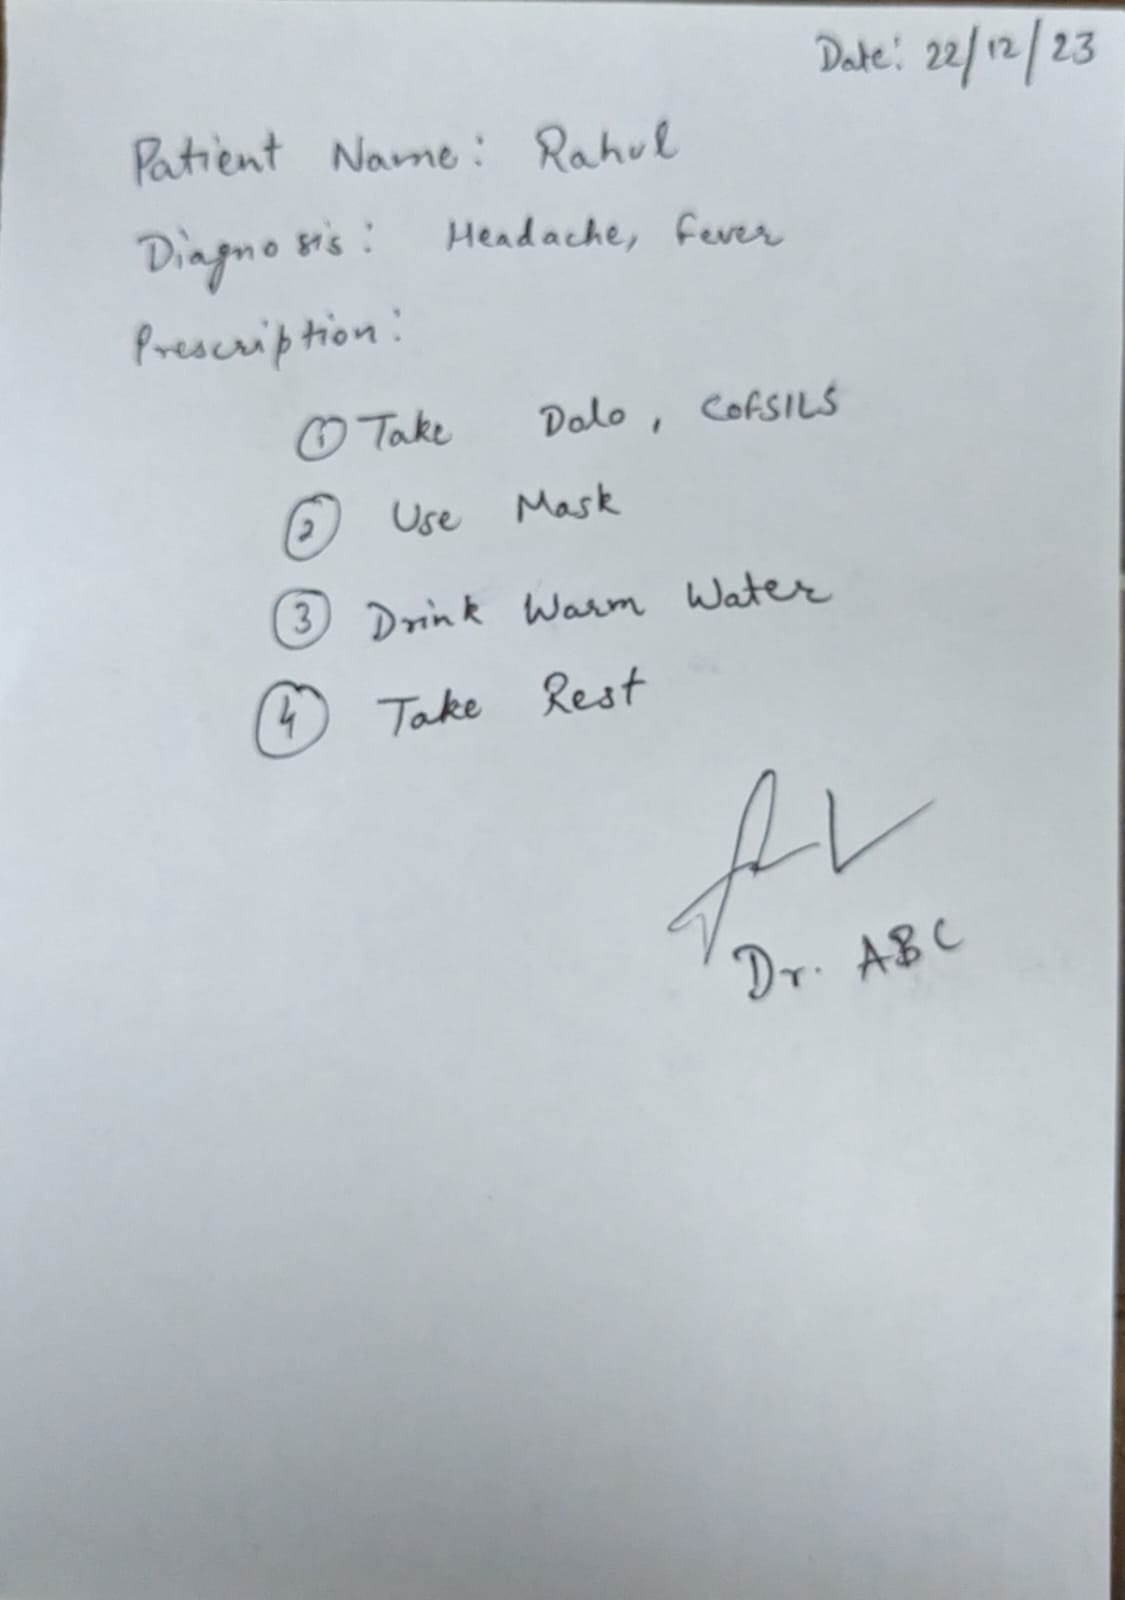 Date: 22/12/23
Patient Name: Rahul
Diagnosis: Headache, Fever
Prescription:
① Take Dolo, COFSILS
② Use Mask
③ Drink Warm Water
④ Take Rest
Dr. ABC